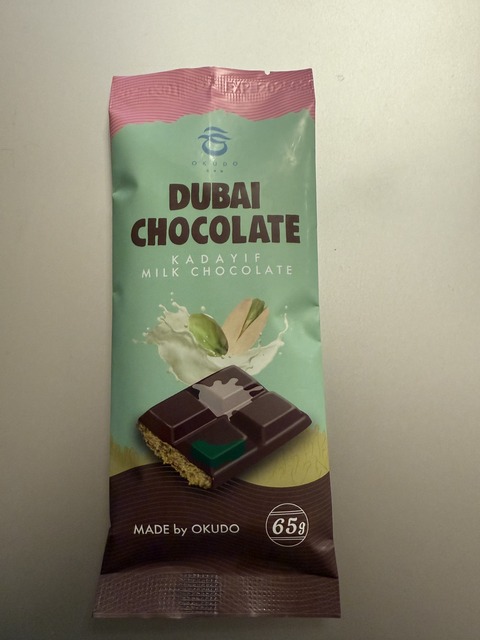 OKUDO
DUBAI
CHOCOLATE
KADAYIF
MILK CHOCOLATE
MADE by OKUDO
65g